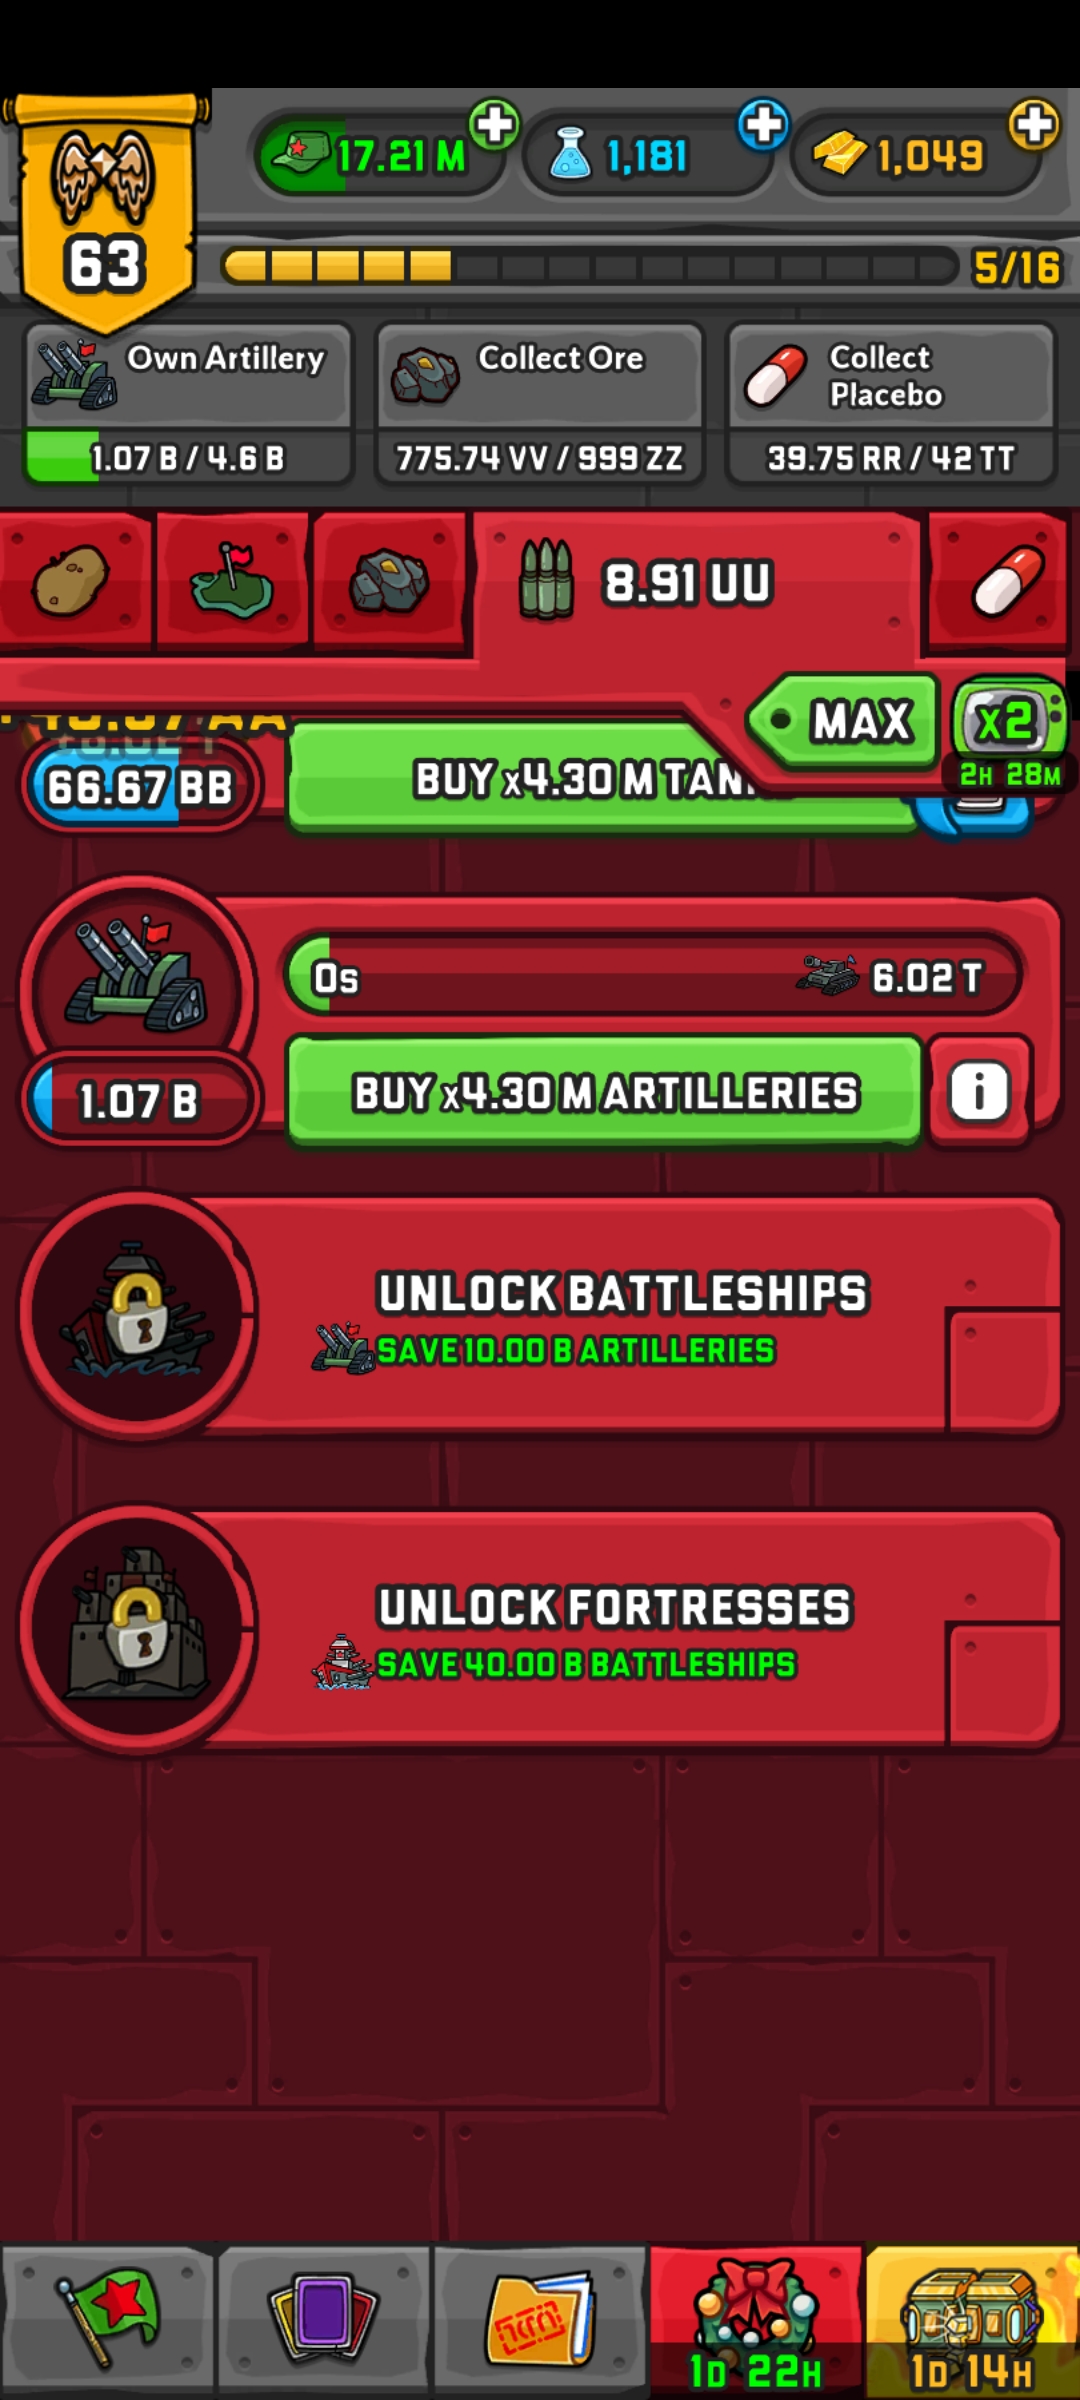 63
17.21 M
1,181
1,049
5/16
Own Artillery
1.07 B / 4.6 B
Collect Ore
775.74 VV / 999 ZZ
Collect
Placebo
39.75 RR / 42 TT
8.91 UU
MAX
x2
2H 28M
66.67 BB
BUY x4.30 M
0s
6.02 T
1.07 B
BUY x4.30 M ARTILLERIES
i
UNLOCK BATTLESHIPS
SAVE 10.00 B ARTILLERIES
UNLOCK FORTRESSES
SAVE 40.00 B BATTLESHIPS
1D 22H
1D 14H